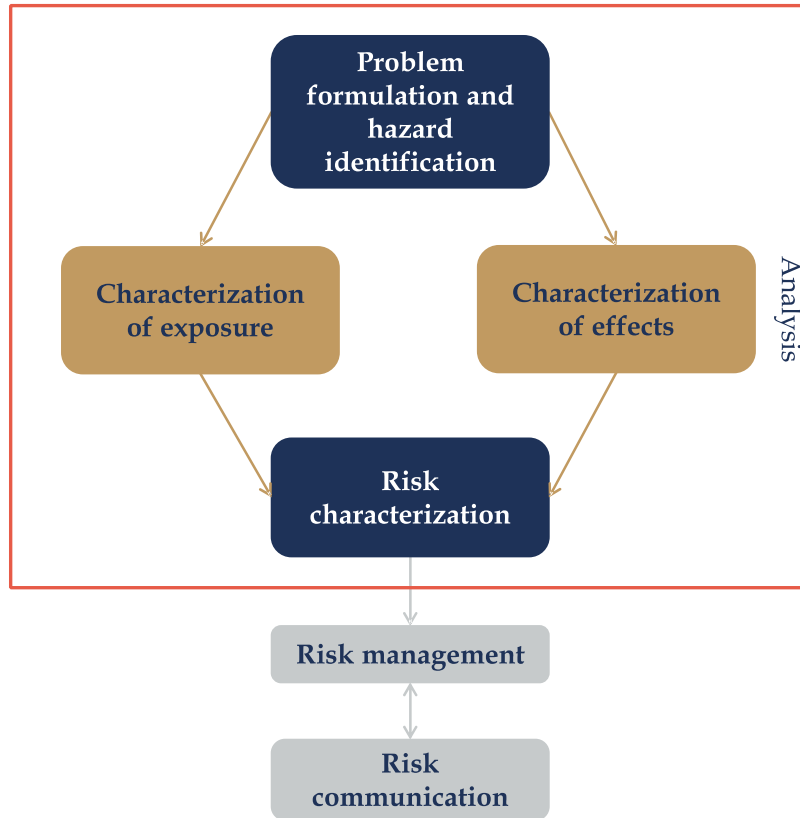 Problem
formulation and
hazard
identification
Characterization
of exposure
Characterization
of effects
Analysis
Risk
characterization
Risk management
Risk
communication